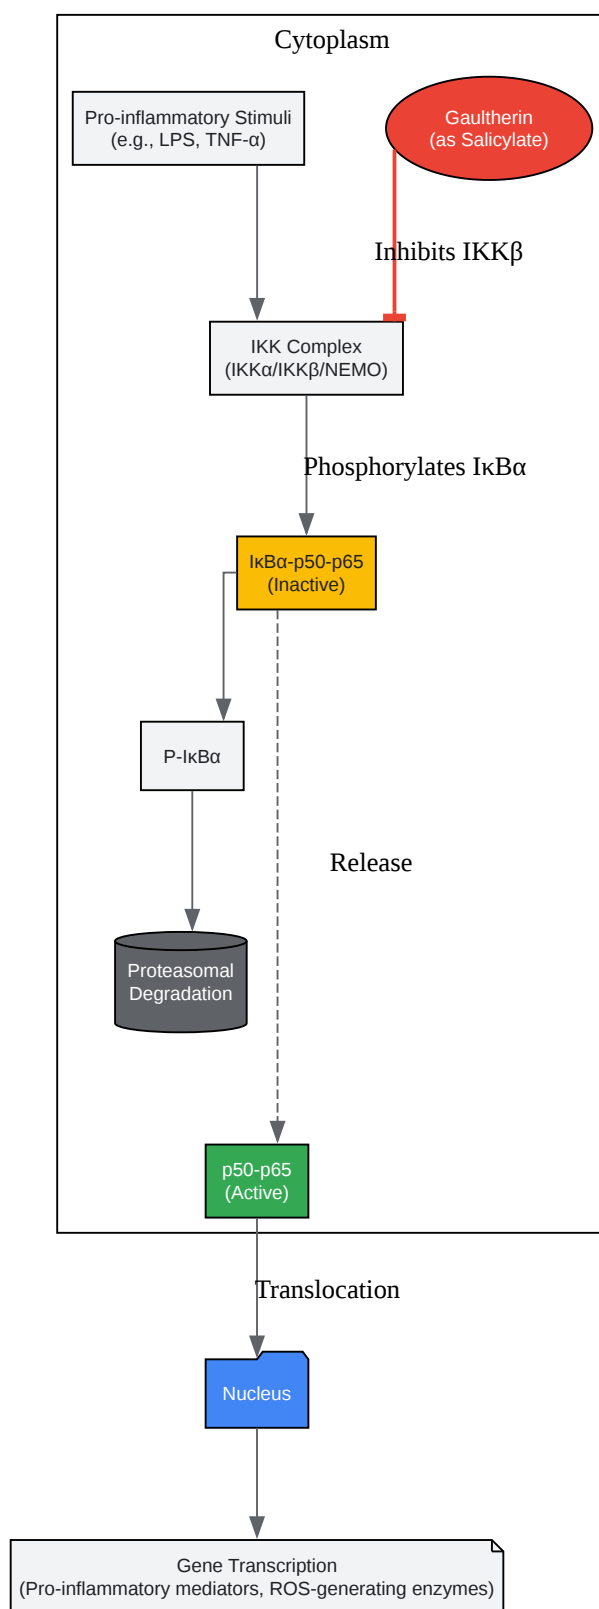 Cytoplasm
Pro-inflammatory Stimuli
(e.g., LPS, TNF-α)
Gaultherin
(as Salicylate)
Inhibits IKKβ
IKK Complex
(IKKα/IKKβ/NEMO)
Phosphorylates IκBα
IκBα-p50-p65
(Inactive)
P-IκBα
Release
Proteasomal
Degradation
p50-p65
(Active)
Translocation
Nucleus
Gene Transcription
(Pro-inflammatory mediators, ROS-generating enzymes)